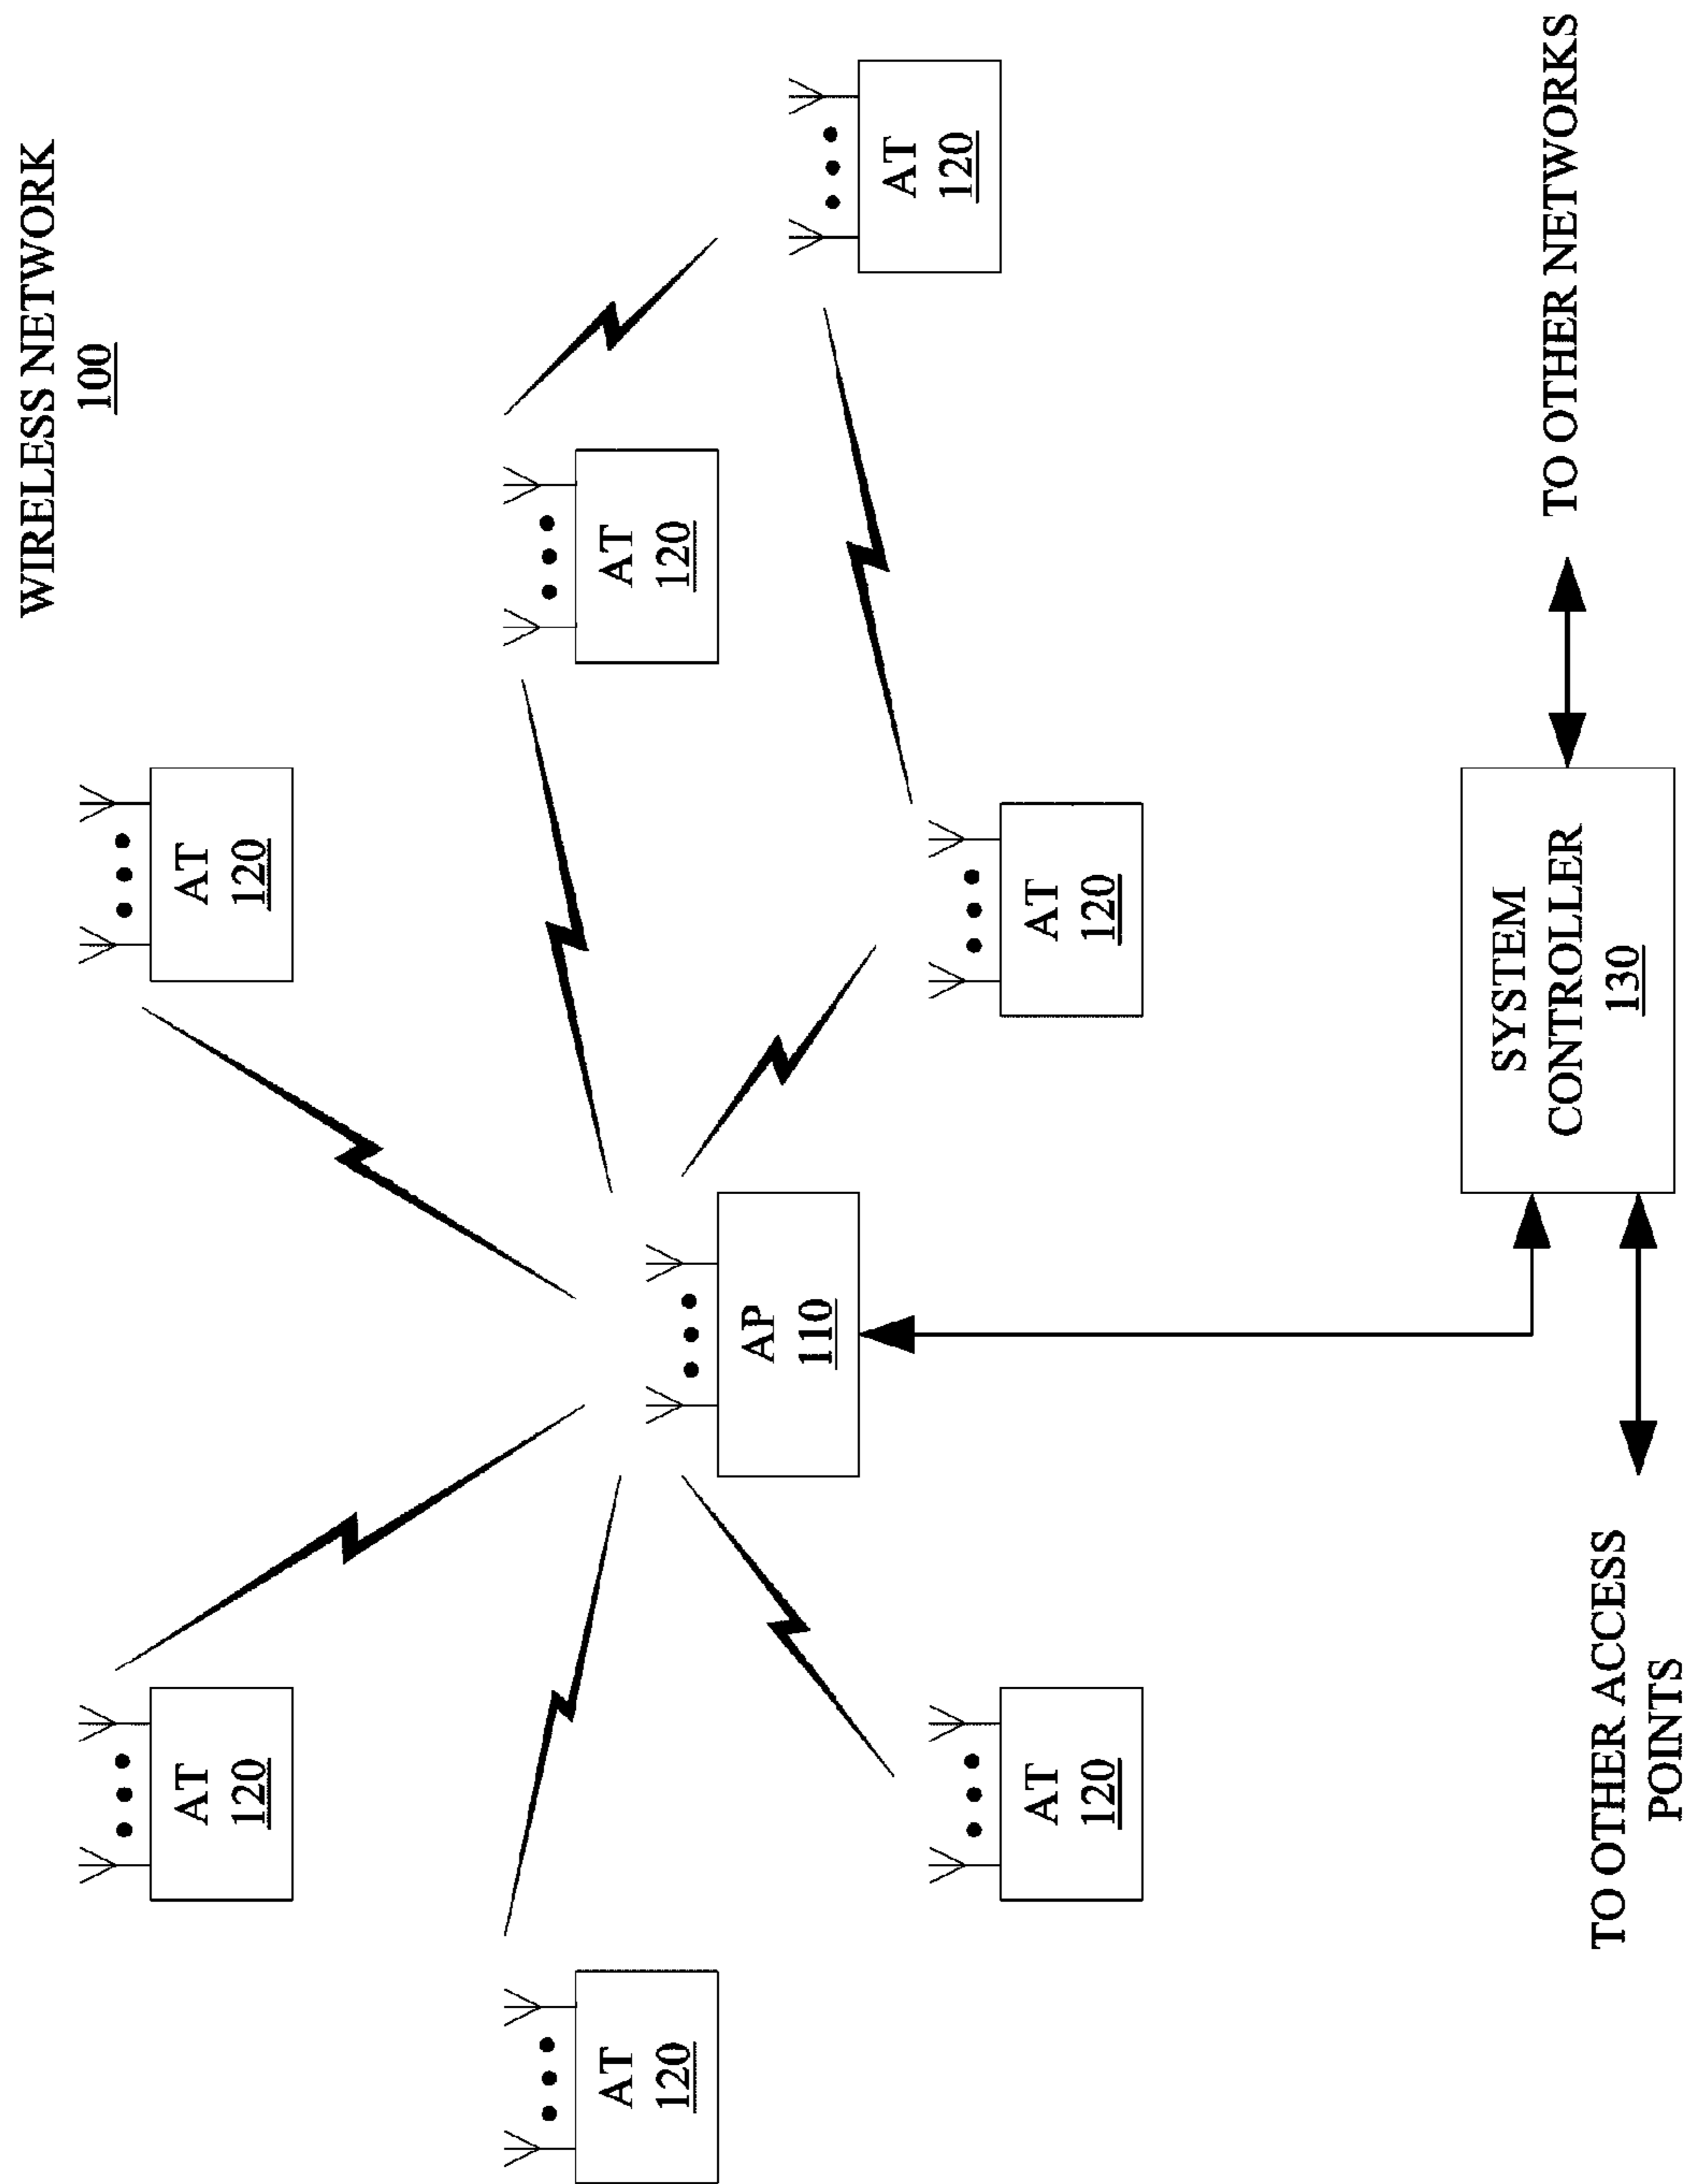 WIRELESS NETWORK
100
AT
120
AT
120
AT
120
AT
120
AP
110
AT
120
AT
120
AT
120
SYSTEM
CONTROLLER
130
TO OTHER NETWORKS
TO OTHER ACCESS
POINTS